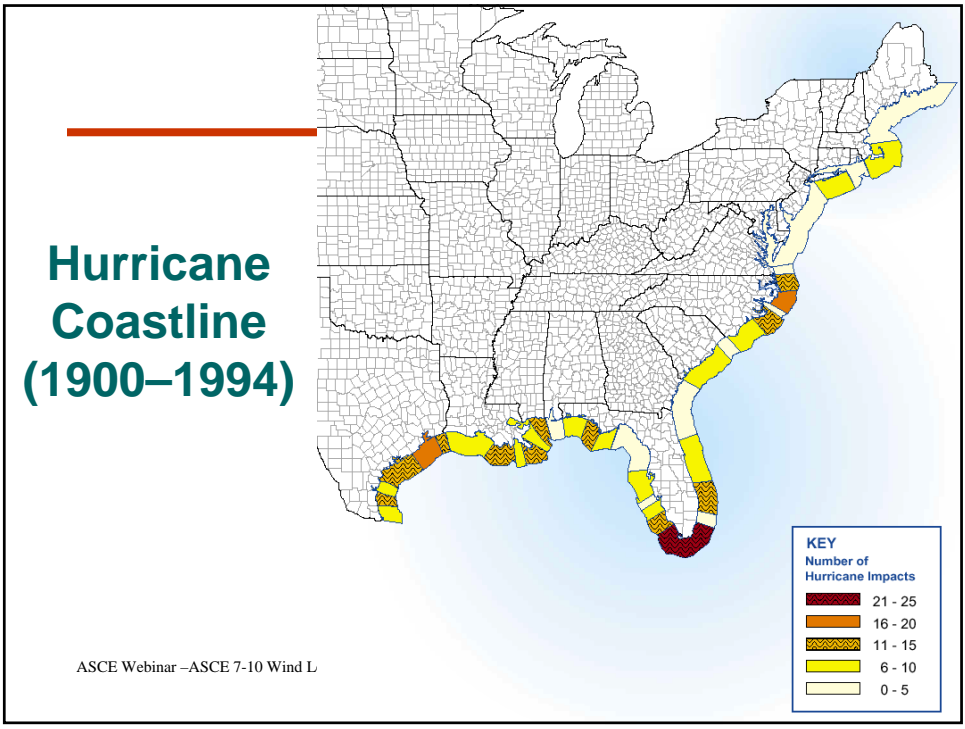 Hurricane
Coastline
(1900–1994)
ASCE Webinar –ASCE 7-10 Wind L
KEY
Number of
Hurricane Impacts
21 - 25
16 - 20
11 - 15
6 - 10
0 - 5